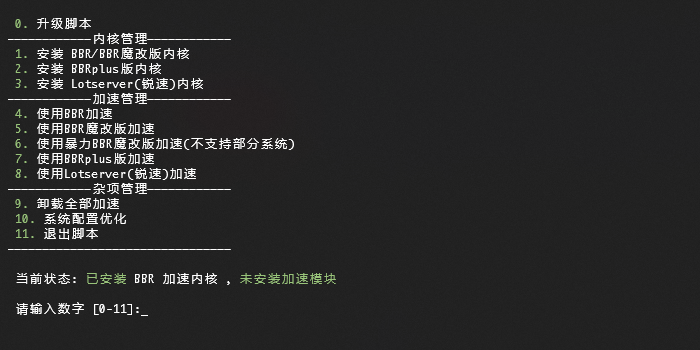 0. 升级脚本
————————————内核管理————————————
1. 安装 BBR/BBR魔改版内核
2. 安装 BBRplus版内核
3. 安装 Lotserver(锐速)内核
————————————加速管理————————————
4. 使用BBR加速
5. 使用BBR魔改版加速
6. 使用暴力BBR魔改版加速(不支持部分系统)
7. 使用BBRplus版加速
8. 使用Lotserver(锐速)加速
————————————杂项管理————————————
9. 卸载全部加速
10. 系统配置优化
11. 退出脚本
————————————————————————————————
当前状态: 已安装 BBR 加速内核 , 未安装加速模块
请输入数字 [0-11]:_